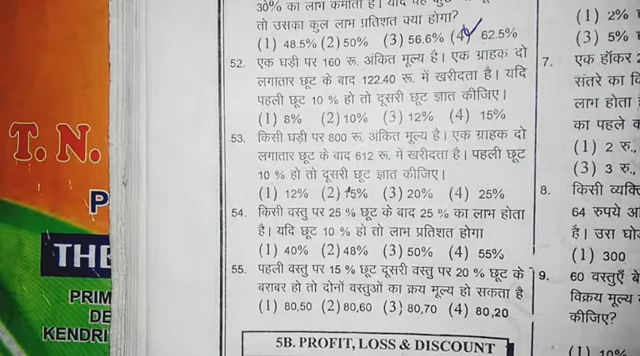 30% का लाभ कमाता है। यदि वह कुछ
तो उसका कुल लाभ प्रतिशत क्या होगा?
(1) 48.5% (2) 50% (3) 56.6% (4) 62.5%
52. एक घड़ी पर 160 रू. अंकित मूल्य है। एक ग्राहक दो
लगातार छूट के बाद 122.40 रू. में खरीदता है। यदि
पहली छूट 10 % हो तो दूसरी छूट ज्ञात कीजिए।
(1) 8% (2) 10% (3) 12% (4) 15%
53. किसी घड़ी पर 800 रू. अंकित मूल्य है। एक ग्राहक दो
लगातार छूट के बाद 612 रू. में खरीदता है। पहली छूट
10 % हो तो दूसरी छूट ज्ञात कीजिए।
(1) 12% (2) 15% (3) 20% (4) 25%
54. किसी वस्तु पर 25 % छूट के बाद 25 % का लाभ होता
है। यदि छूट 10 % हो तो लाभ प्रतिशत होगा
(1) 40% (2) 48% (3) 50% (4) 55%
55. पहली वस्तु पर 15 % छूट दूसरी वस्तु पर 20 % छूट के
बराबर हो तो दोनों वस्तुओं का क्रय मूल्य हो सकता है
(1) 80,50 (2) 80,60 (3) 80,70 (4) 80,20
5B. PROFIT, LOSS & DISCOUNT
(1) 2%
(3) 5%
7. एक हॉकर
संतरे का
लाभ होता
का पहले
(1) 2 रु.,
(3) 3 रु.,
8. किसी
64 रुपये
है। उस
(1) 300
9. 60 वस्तुएँ
विक्रय मूल्य
कीजिए?
(1) 10%
T. N.
P
THE
PRIM
DE
KENDRI